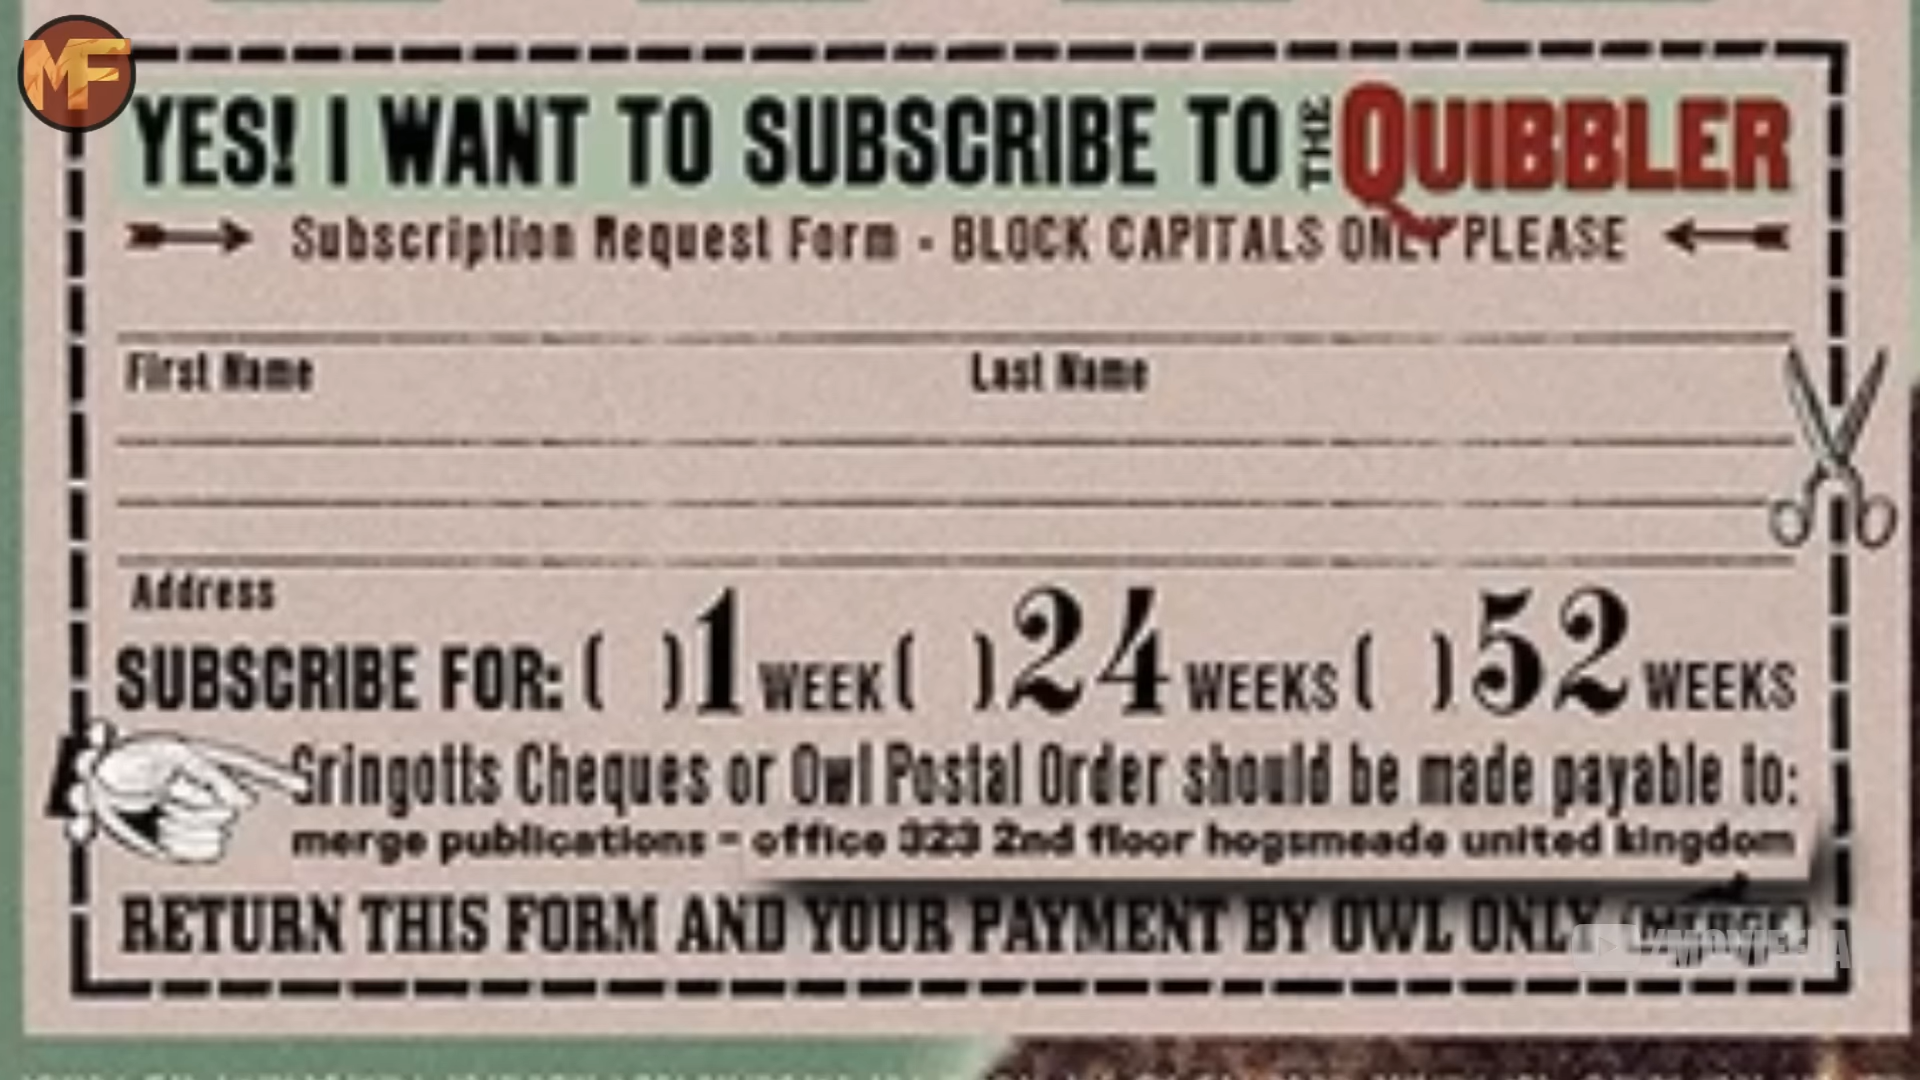 MF
YES! I WANT TO SUBSCRIBE TO THE QUIBBLER
Subscription Request Form - BLOCK CAPITALS ONLY PLEASE
First Name Last Name
Address
SUBSCRIBE FOR: ( ) 1 WEEK ( ) 24 WEEKS ( ) 52 WEEKS
Gringotts Cheques or Owl Postal Order should be made payable to:
merge publications - office 323 2nd floor hogsmeade united kingdom
RETURN THIS FORM AND YOUR PAYMENT BY OWL ONLY